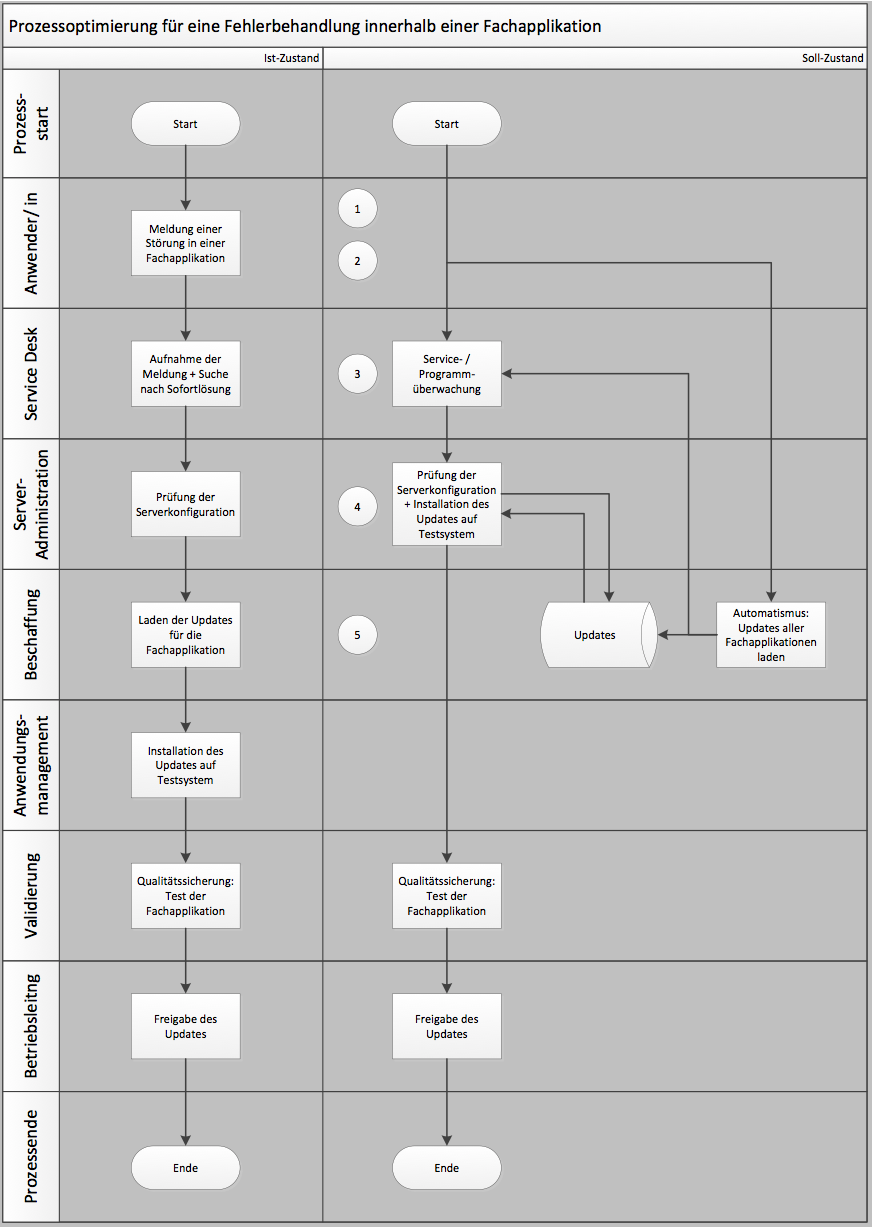 Prozessoptimierung für eine Fehlerbehandlung innerhalb einer Fachapplikation
Ist-Zustand
Soll-Zustand
Prozess-
start
Start
Start
Anwender/ in
Meldung einer
Störung in einer
Fachapplikation
1
2
Service Desk
Aufnahme der
Meldung + Suche
nach Sofortlösung
3
Service- /
Programm-
überwachung
Server-
Administration
Prüfung der
Serverkonfiguration
4
Prüfung der
Serverkonfiguration
+ Installation des
Updates auf
Testsystem
Beschaffung
Laden der Updates
für die
Fachapplikation
5
Updates
Automatismus:
Updates aller
Fachapplikationen
laden
Anwendungs-
management
Installation des
Updates auf
Testsystem
Validierung
Qualitätssicherung:
Test der
Fachapplikation
Qualitätssicherung:
Test der
Fachapplikation
Betriebsleitng
Freigabe des
Updates
Freigabe des
Updates
Prozessende
Ende
Ende